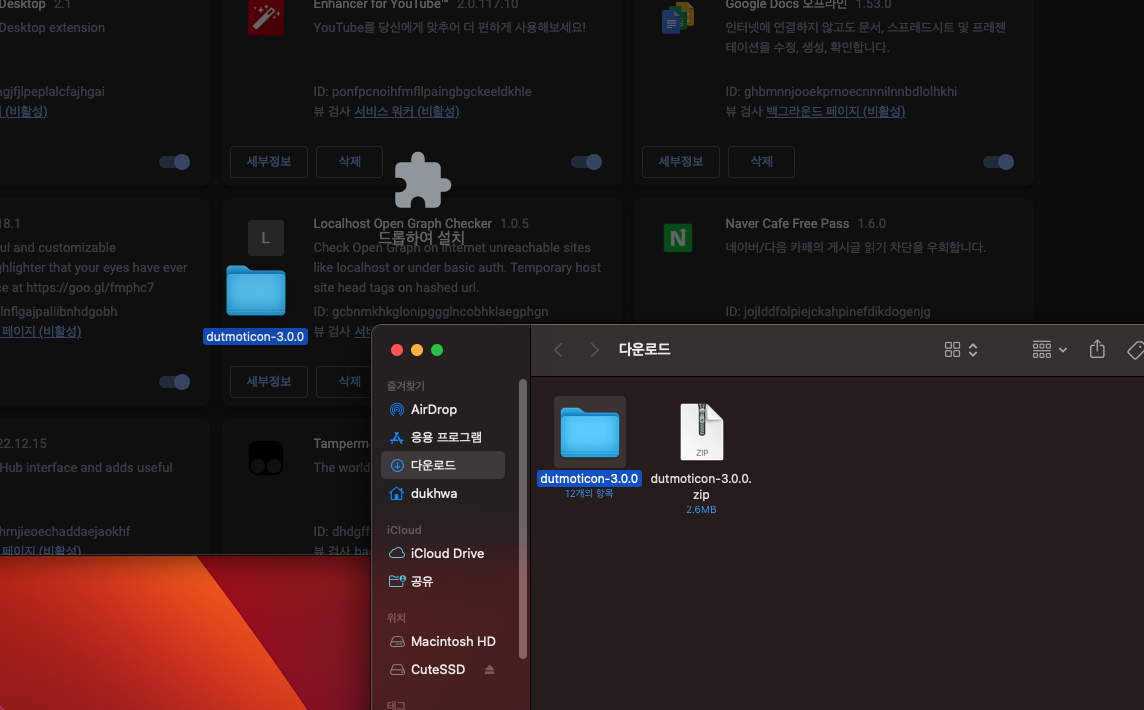 Desktop 2.1
Desktop extension
ngjfjlpeplalcfajhgai
(비활성)
Enhancer for YouTube™ 2.0.117.10
YouTube를 당신에게 맞추어 더 편하게 사용해보세요!
ID: ponfpcnoihfmfllpaingbgckeeldkhle
뷰 검사 서비스 워커 (비활성)
세부정보
삭제
Google Docs 오프라인 1.53.0
인터넷에 연결하지 않고도 문서, 스프레드시트 및 프레젠
테이션을 수정, 생성, 확인합니다.
ID: ghbmnnjooekpmoecnnnilnnbdlolhkhi
뷰 검사 백그라운드 페이지 (비활성)
세부정보
삭제
드롭하여 설치
18.1
ful and customizable
ghlighter that your eyes have ever
ce at https://goo.gl/fmphc7
lnflgajpaliibnhdgobh
페이지 (비활성)
L
Localhost Open Graph Checker 1.0.5
Check Open Graph on internet unreachable sites
like localhost or under basic auth. Temporary host
site head tags on hashed url.
ID: gcbnmkhkglonipggglncobhklaegphgn
뷰 검사
세부정보
삭제
N
Naver Cafe Free Pass 1.6.0
네이버/다음 카페의 게시글 읽기 차단을 우회합니다.
ID: jojlddfolpiejckahpinefdikdogenjg
dutmoticon-3.0.0
22.12.15
Hub interface and adds useful
hmjieoechaddaejaokhf
페이지 (비활성)
Tamperm
The world
ID: dhdgff
뷰 검사 ba
다운로드
즐겨찾기
AirDrop
응용 프로그램
다운로드
dukhwa
iCloud
iCloud Drive
공유
위치
Macintosh HD
CuteSSD
태그
dutmoticon-3.0.0
12개의 항목
ZIP
dutmoticon-3.0.0.
zip
2.6MB